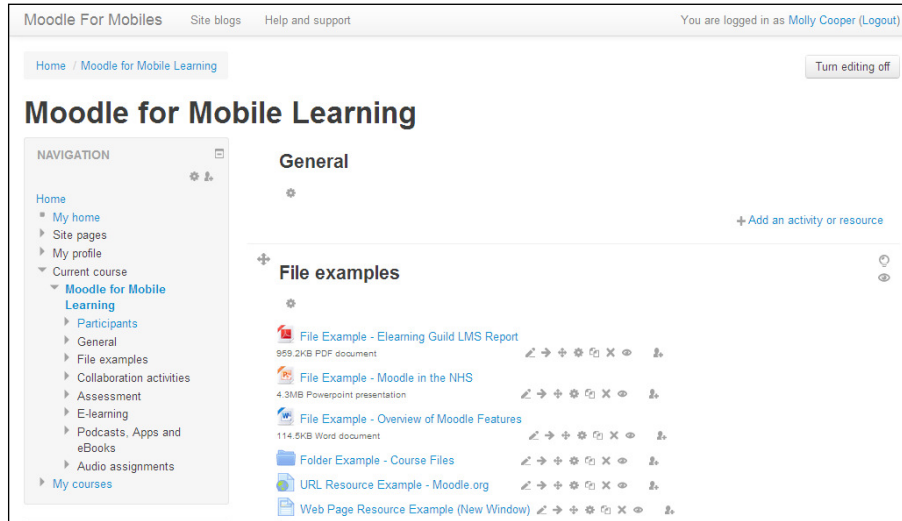 Moodle For Mobiles Site blogs Help and support You are logged in as Molly Cooper (Logout)
Home / Moodle for Mobile Learning Turn editing off
Moodle for Mobile Learning
NAVIGATION
Home
My home
Site pages
My profile
Current course
Moodle for Mobile
Learning
Participants
General
File examples
Collaboration activities
Assessment
E-learning
Podcasts, Apps and
eBooks
Audio assignments
My courses
General
Add an activity or resource
File examples
File Example - Elearning Guild LMS Report
959.2KB PDF document
File Example - Moodle in the NHS
4.3MB Powerpoint presentation
File Example - Overview of Moodle Features
114.5KB Word document
Folder Example - Course Files
URL Resource Example - Moodle.org
Web Page Resource Example (New Window)